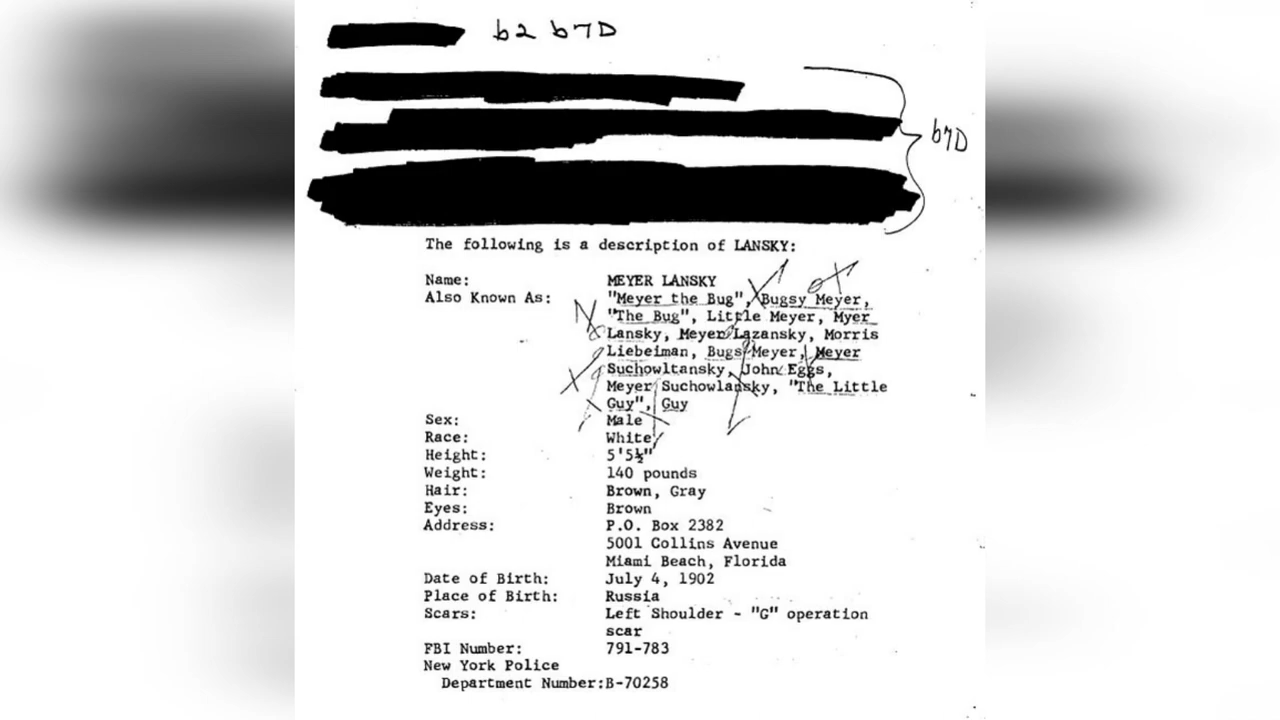 b2 b7D
b7D
The following is a description of LANSKY:
Name: MEYER LANSKY
Also Known As: "Meyer the Bug", Bugsy Meyer,
"The Bug", Little Meyer, Myer
Lansky, Meyer Lazansky, Morris
Liebeiman, Bugs Meyer, Meyer
Suchowltansky, John Eggs,
Meyer Suchowlansky, "The Little
Guy", Guy
Sex: Male
Race: White
Height: 5'5½"
Weight: 140 pounds
Hair: Brown, Gray
Eyes: Brown
Address: P.O. Box 2382
5001 Collins Avenue
Miami Beach, Florida
Date of Birth: July 4, 1902
Place of Birth: Russia
Scars: Left Shoulder - "G" operation
scar
FBI Number: 791-783
New York Police
Department Number:B-70258